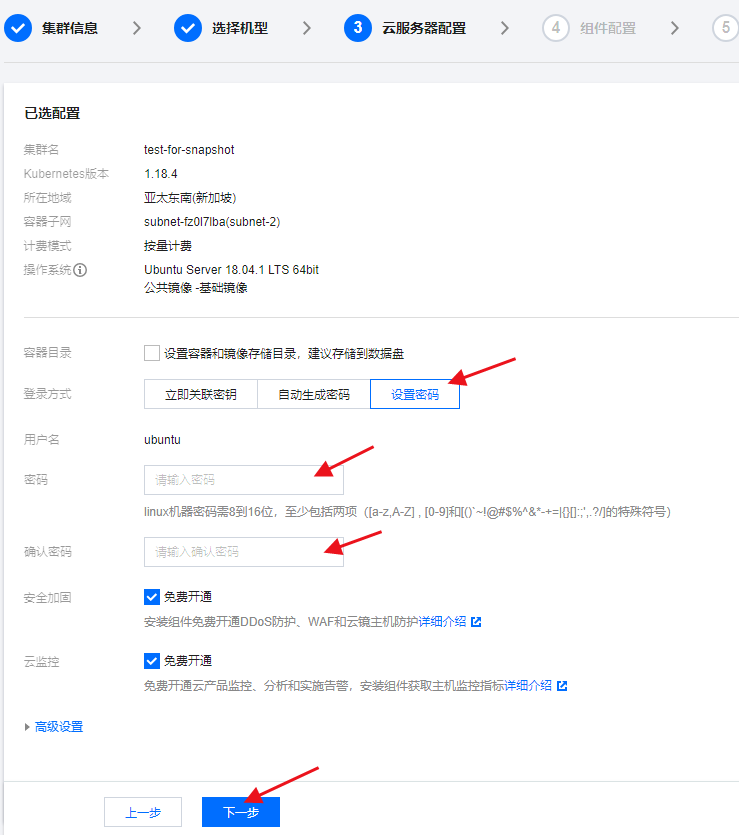 集群信息 选择机型 3 云服务器配置 4 组件配置 5
已选配置
集群名 test-for-snapshot
Kubernetes版本 1.18.4
所在地域 亚太东南(新加坡)
容器子网 subnet-fz0l7lba(subnet-2)
计费模式 按量计费
操作系统 Ubuntu Server 18.04.1 LTS 64bit
公共镜像 -基础镜像
容器目录 设置容器和镜像存储目录，建议存储到数据盘
登录方式 立即关联密钥 自动生成密码 设置密码
用户名 ubuntu
密码 请输入密码
linux机器密码需8到16位，至少包括两项（[a-z,A-Z] , [0-9]和[()`~!@#$%^&*-+=|{}[]:;',.?/]的特殊符号）
确认密码 请输入确认密码
安全加固 免费开通
安装组件免费开通DDoS防护、WAF和云镜主机防护详细介绍
云监控 免费开通
免费开通云产品监控、分析和实施告警，安装组件获取主机监控指标详细介绍
高级设置
上一步 下一步